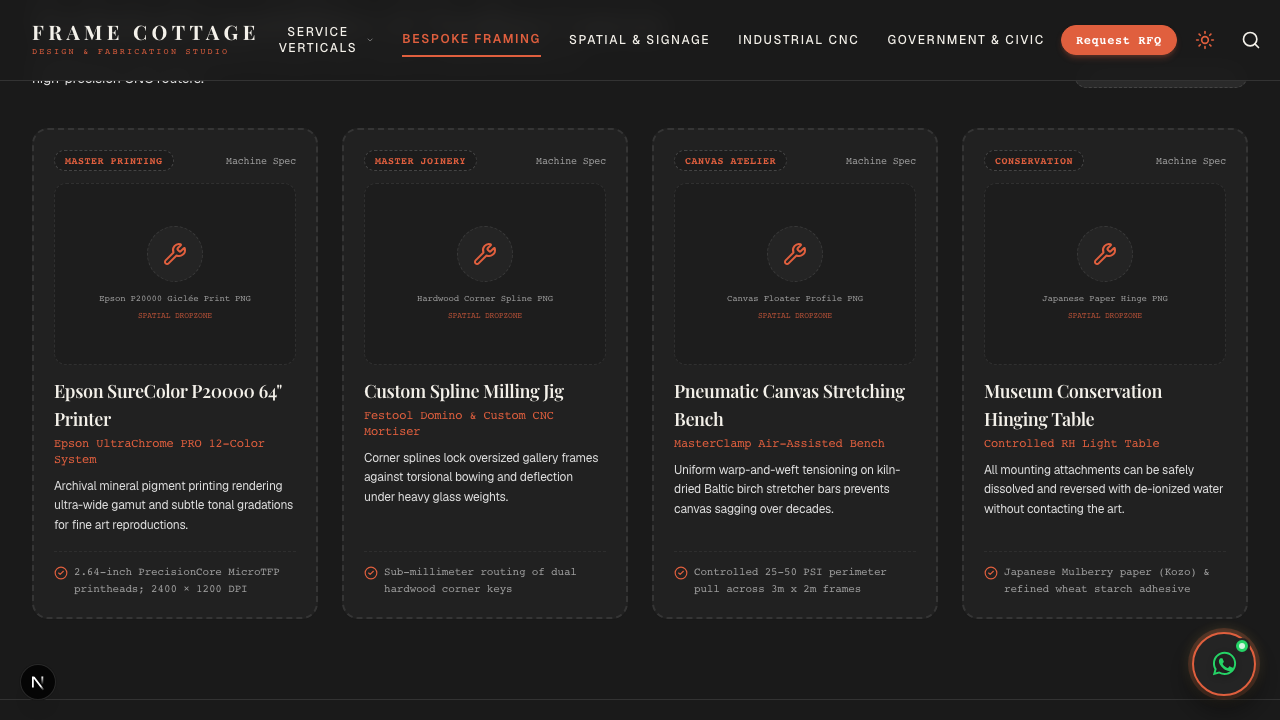 FRAME COTTAGE
DESIGN & FABRICATION STUDIO
SERVICE
VERTICALS
BESPOKE FRAMING
SPATIAL & SIGNAGE
INDUSTRIAL CNC
GOVERNMENT & CIVIC
Request RFQ
high-precision CNC routers.
MASTER PRINTING
Machine Spec
Epson P20000 Giclée Print PNG
SPATIAL DROPZONE
Epson SureColor P20000 64"
Printer
Epson UltraChrome PRO 12-Color
System
Archival mineral pigment printing rendering
ultra-wide gamut and subtle tonal gradations
for fine art reproductions.
2.64-inch PrecisionCore MicroTFP
printheads; 2400 × 1200 DPI
MASTER JOINERY
Machine Spec
Hardwood Corner Spline PNG
SPATIAL DROPZONE
Custom Spline Milling Jig
Festool Domino & Custom CNC
Mortiser
Corner splines lock oversized gallery frames
against torsional bowing and deflection
under heavy glass weights.
Sub-millimeter routing of dual
hardwood corner keys
CANVAS ATELIER
Machine Spec
Canvas Floater Profile PNG
SPATIAL DROPZONE
Pneumatic Canvas Stretching
Bench
MasterClamp Air-Assisted Bench
Uniform warp-and-weft tensioning on kiln-
dried Baltic birch stretcher bars prevents
canvas sagging over decades.
Controlled 25-50 PSI perimeter
pull across 3m x 2m frames
CONSERVATION
Machine Spec
Japanese Paper Hinge PNG
SPATIAL DROPZONE
Museum Conservation
Hinging Table
Controlled RH Light Table
All mounting attachments can be safely
dissolved and reversed with de-ionized water
without contacting the art.
Japanese Mulberry paper (Kozo) &
refined wheat starch adhesive
N